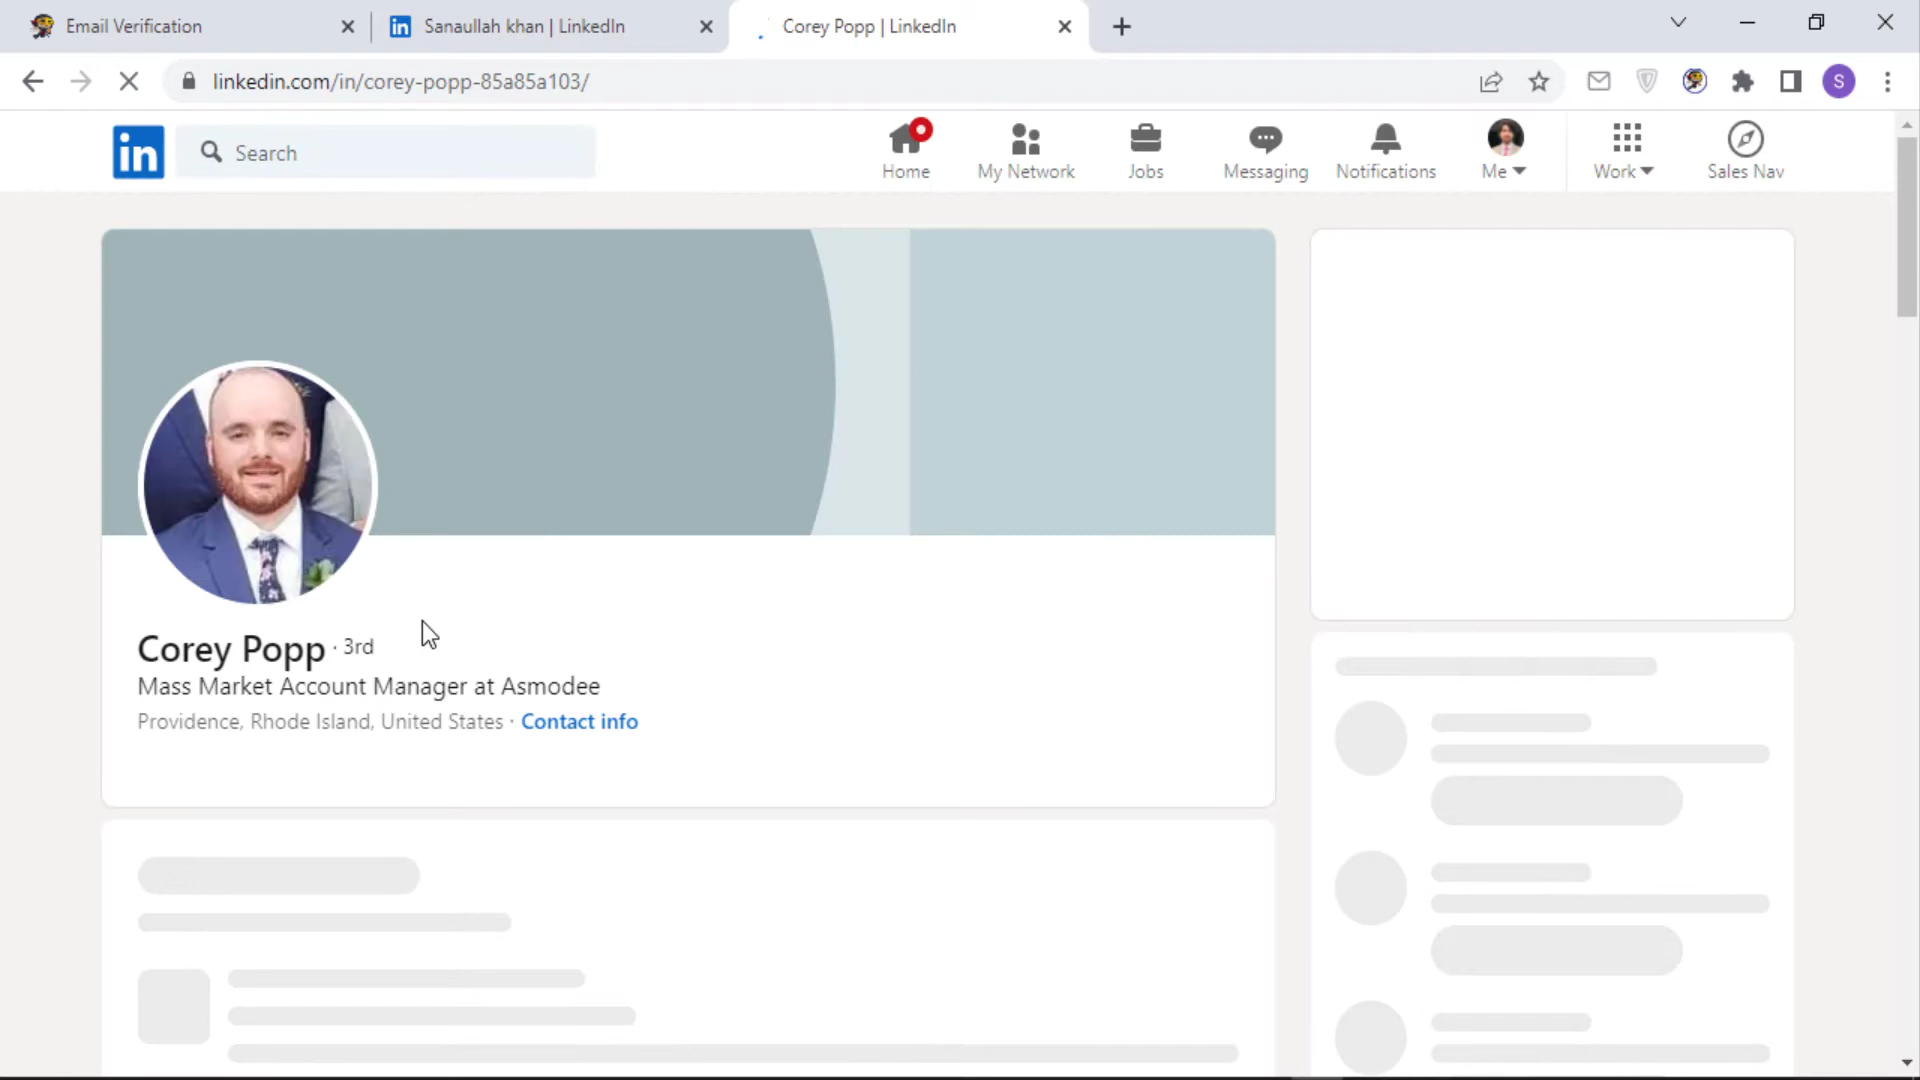 Email Verification
Sanaullah khan | LinkedIn
Corey Popp | LinkedIn
linkedin.com/in/corey-popp-85a85a103/
S
in
Search
Home
My Network
Jobs
Messaging
Notifications
Me
Work
Sales Nav
Corey Popp · 3rd
Mass Market Account Manager at Asmodee
Providence, Rhode Island, United States · Contact info